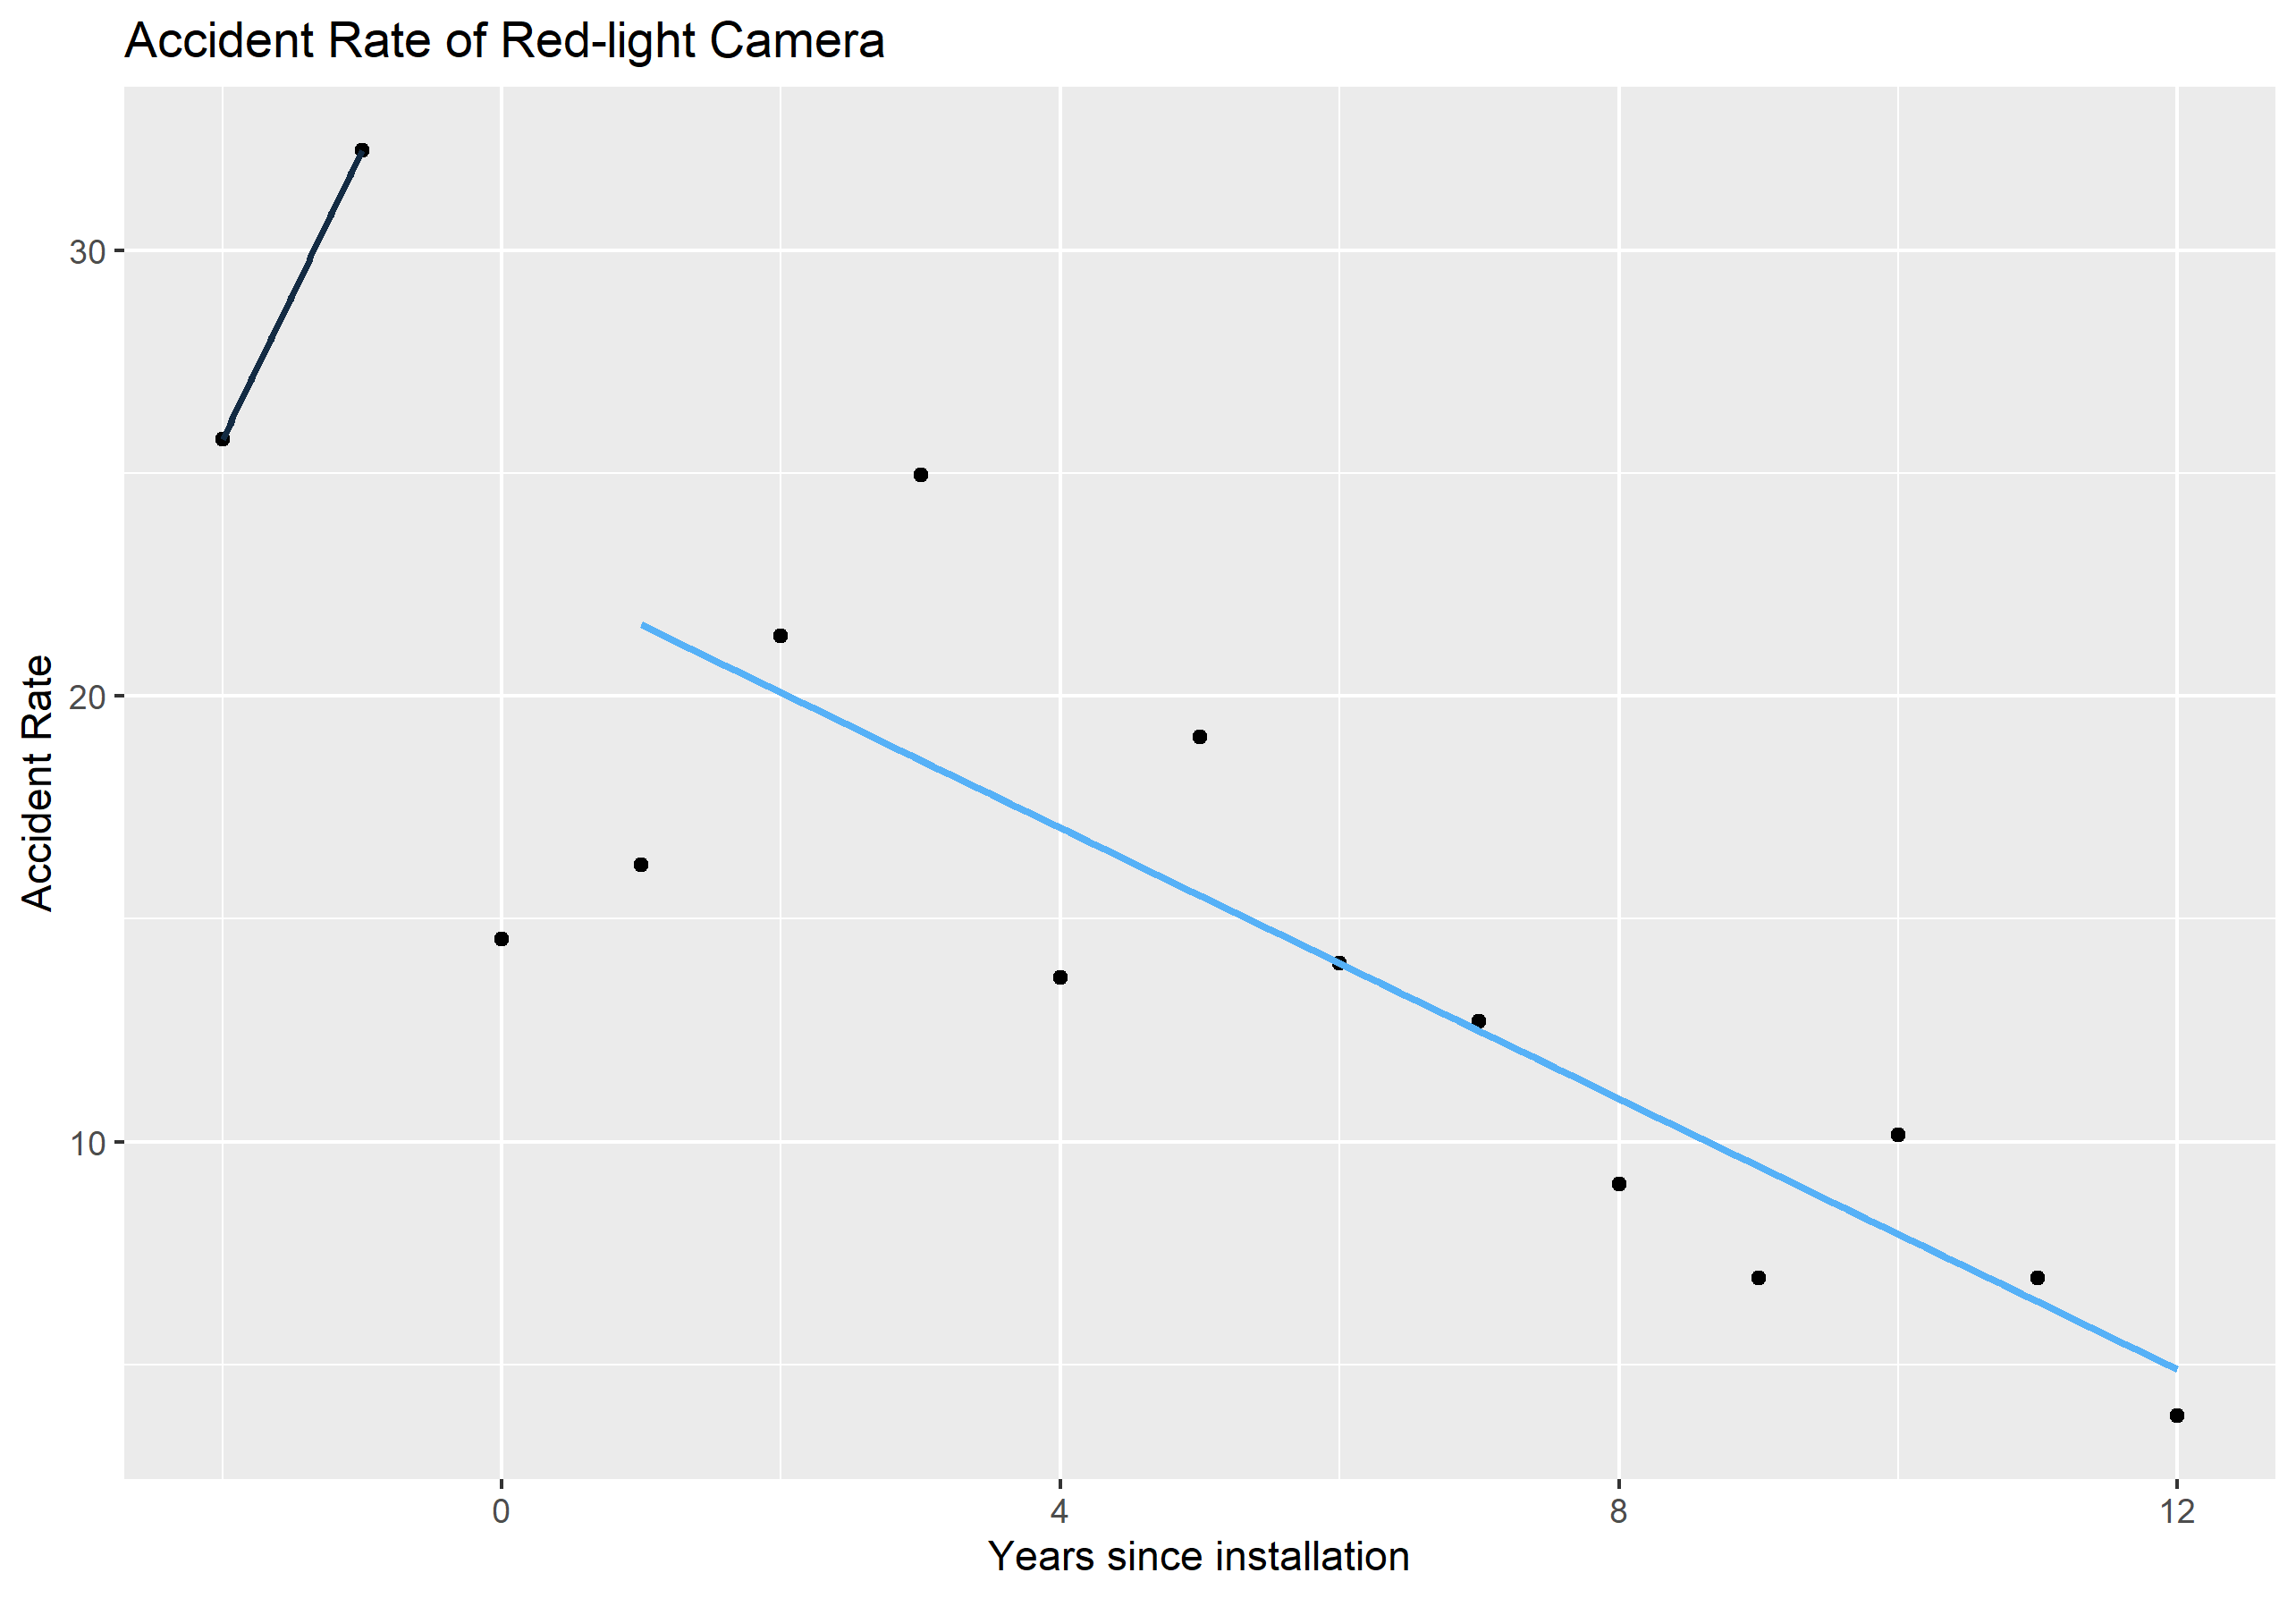 Accident Rate of Red-light Camera
30
20
10
Accident Rate
0 4 8 12
Years since installation